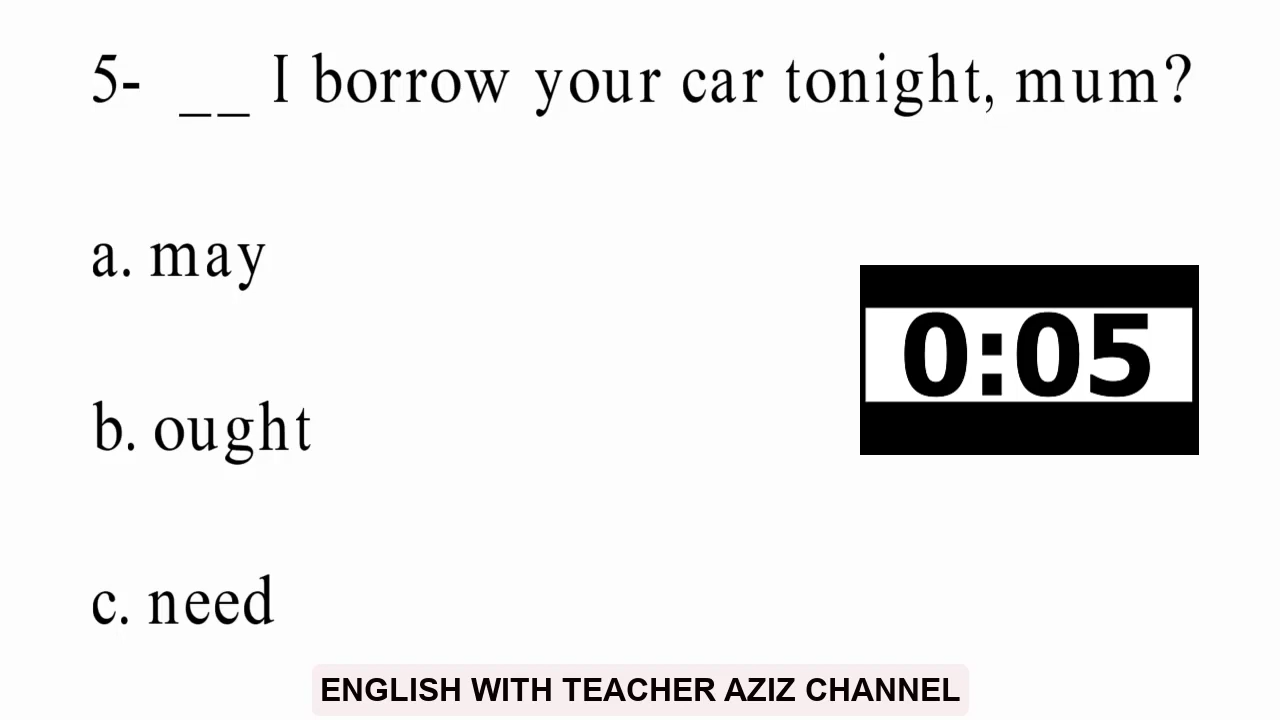 5- __ I borrow your car tonight, mum?
a. may
0:05
b. ought
c. need
ENGLISH WITH TEACHER AZIZ CHANNEL